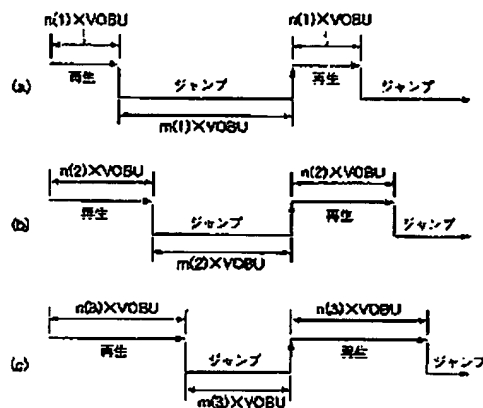 n(1)×VOBU n(1)×VOBU
(a) 再生 ジャンプ 再生 ジャンプ
m(1)×VOBU
n(2)×VOBU n(2)×VOBU
(b) 再生 ジャンプ 再生 ジャンプ
m(2)×VOBU
n(3)×VOBU n(3)×VOBU
(c) 再生 ジャンプ 再生 ジャンプ
m(3)×VOBU